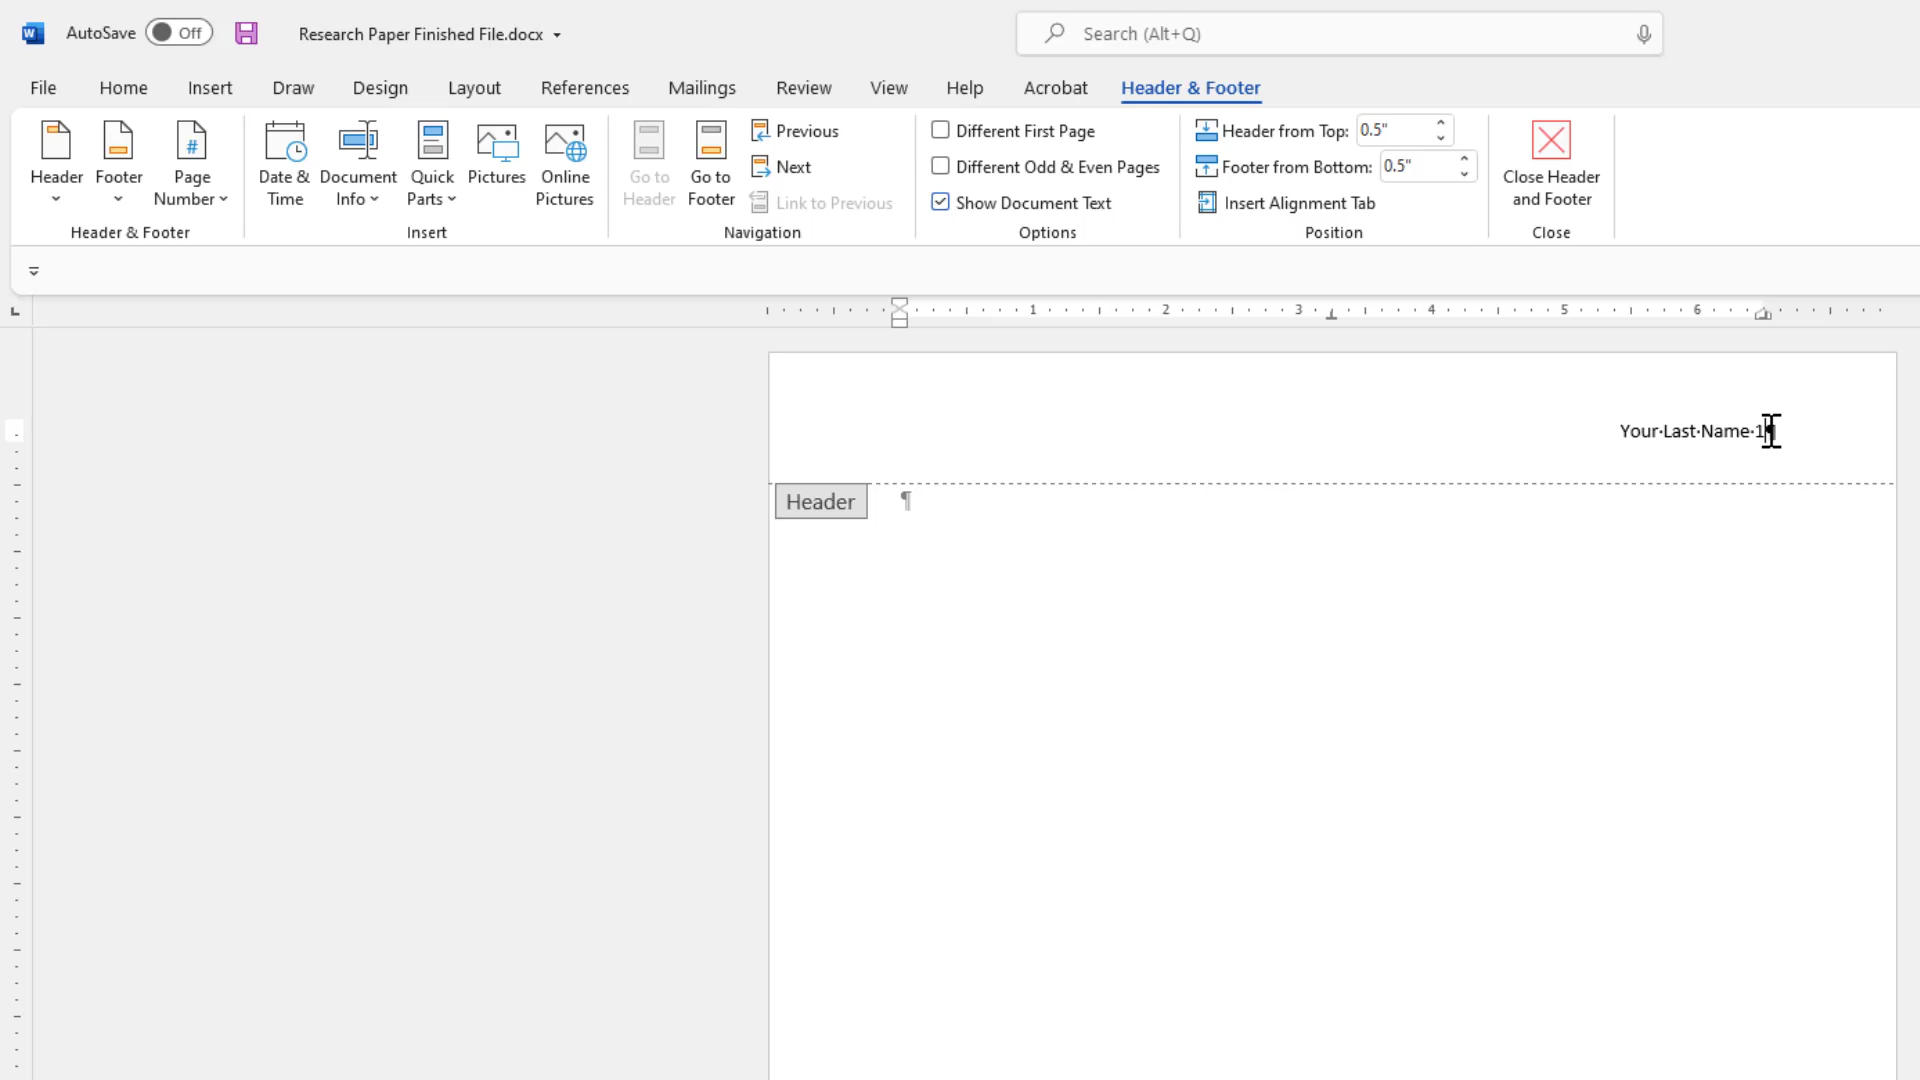 W AutoSave Off Research Paper Finished File.docx Search (Alt+Q)
File Home Insert Draw Design Layout References Mailings Review View Help Acrobat Header & Footer
Header
Footer
Page
Number
#
Header & Footer
Date &
Time
Document
Info
Quick
Parts
Pictures
Online
Pictures
Insert
Go to
Header
Go to
Footer
Previous
Next
Link to Previous
Navigation
Different First Page
Different Odd & Even Pages
Show Document Text
Options
Header from Top: 0.5"
Footer from Bottom: 0.5"
Insert Alignment Tab
Position
Close Header
and Footer
Close
1 2 3 4 5 6
Your·Last·Name·1¶
Header ¶